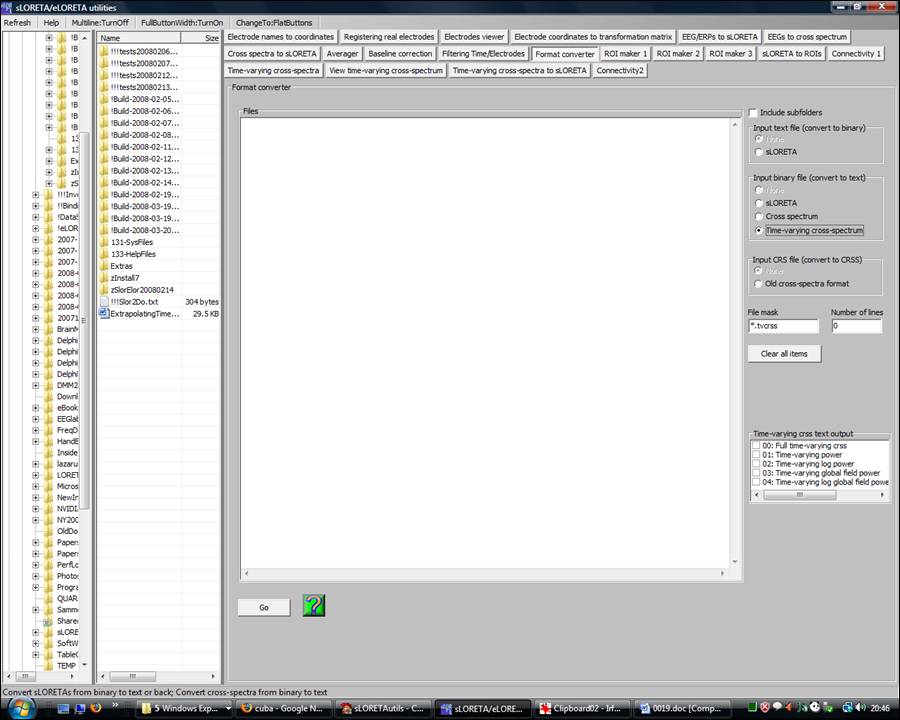 sLORETA/eLORETA utilities
Refresh Help Multiline:TurnOff FullButtonWidth:TurnOn ChangeTo:FlatButtons
!B
!B
!B
!B
!B
!B
!B
!B
13
13
Ex
zI
zS
!!!Inv
!!Bind
!DataS
!eLOR
2007-
2007-
2007-
2008-
2008-
2008-
2008-
20071
BrainM
Delphi
Delphi
Delphi
Delphi
DMM2
Downl
eBook
EEGlab
FreqD
HandB
Inside
lazaru
LORET
Micros
NewIn
NVIDI
NY200
OldDo
Paper
Papers
PerfLo
Photo
Progra
QUAR
Samm
Share
sLORE
SoftW
TableC
TEMP
Name Size
!!!tests20080206...
!!!tests20080207...
!!!tests20080212...
!!!tests20080213...
!Build-2008-02-05...
!Build-2008-02-06...
!Build-2008-02-07...
!Build-2008-02-08...
!Build-2008-02-11...
!Build-2008-02-12...
!Build-2008-02-13...
!Build-2008-02-14...
!Build-2008-02-19...
!Build-2008-03-19...
!Build-2008-03-19...
!Build-2008-03-20...
131-SysFiles
133-HelpFiles
Extras
zInstall7
zSlorElor20080214
!!!Slor2Do.txt 304 bytes
ExtrapolatingTime... 29.5 KB
Electrode names to coordinates Registering real electrodes Electrodes viewer Electrode coordinates to transformation matrix EEG/ERPs to sLORETA EEGs to cross spectrum
Cross spectra to sLORETA Averager Baseline correction Filtering Time/Electrodes Format converter ROI maker 1 ROI maker 2 ROI maker 3 sLORETA to ROIs Connectivity 1
Time-varying cross-spectra View time-varying cross-spectrum Time-varying cross-spectra to sLORETA Connectivity2
Format converter
Files
Include subfolders
Input text file (convert to binary)
None
sLORETA
Input binary file (convert to text)
None
sLORETA
Cross spectrum
Time-varying cross-spectrum
Input CRS file (convert to CRSS)
None
Old cross-spectra format
File mask Number of lines
*.tvcrss 0
Clear all items
Time-varying crss text output
00: Full time-varying crss
01: Time-varying power
02: Time-varying log power
03: Time-varying global field power
04: Time-varying log global field powe
Go ?
Convert sLORETAs from binary to text or back; Convert cross-spectra from binary to text
5 Windows Exp... cuba - Google N... sLORETAutils - C... sLORETA/eLORE... Clipboard02 - Irf... 0019.doc [Comp... 20:46